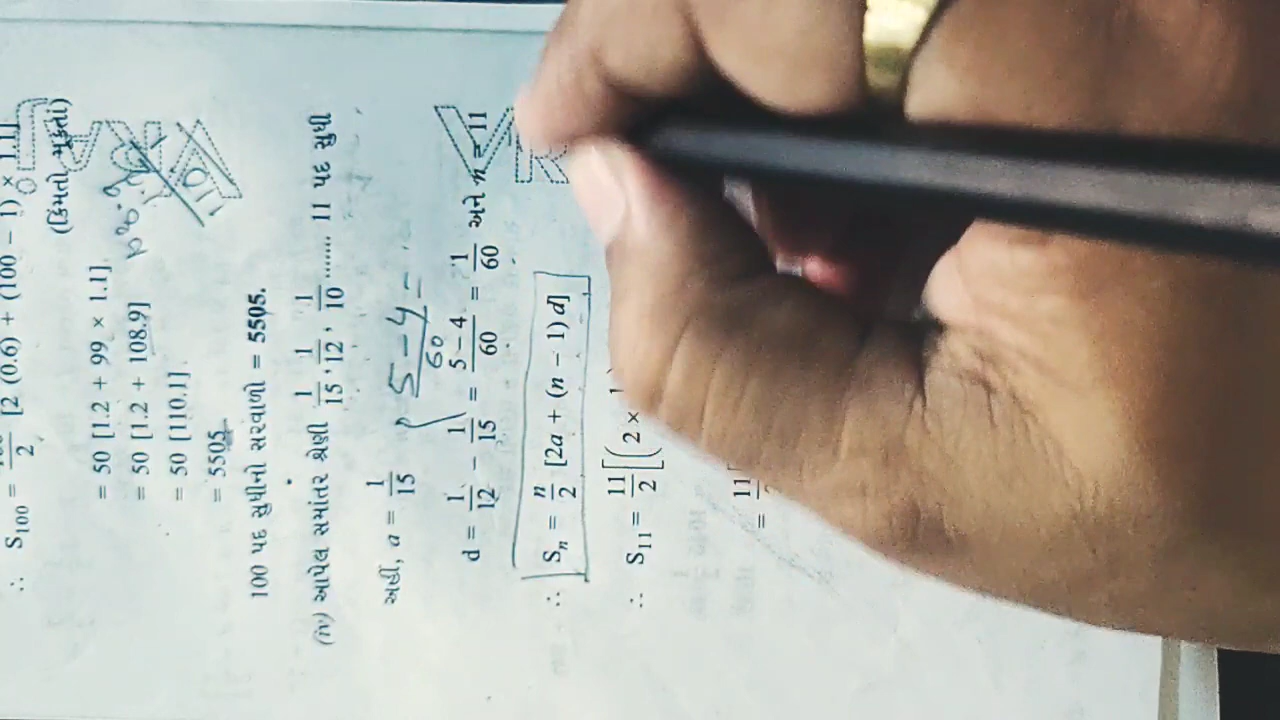 ∴ S₁₀₀ = /2 [2 (0.6) + (100 − 1) × 1.1]
(કિંમતો મૂકતાં)
= 50 [1.2 + 99 × 1.1]
= 50 [1.2 + 108.9]
= 50 [110.1]
= 5505
100 પદ સુધીનો સરવાળો = 5505.
(iv) આપેલ સમાંતર શ્રેણી 1/15, 1/12, 1/10 ........ 11 પદ સુધી
અહીં, a = 1/15
5 − 4 / 60 =
d = 1/12 − 1/15 = 5 − 4/60 = 1/60 અને n = 11
∴ Sₙ = n/2 [2a + (n − 1) d]
∴ S₁₁ = 11/2 [(2 ×
= 11